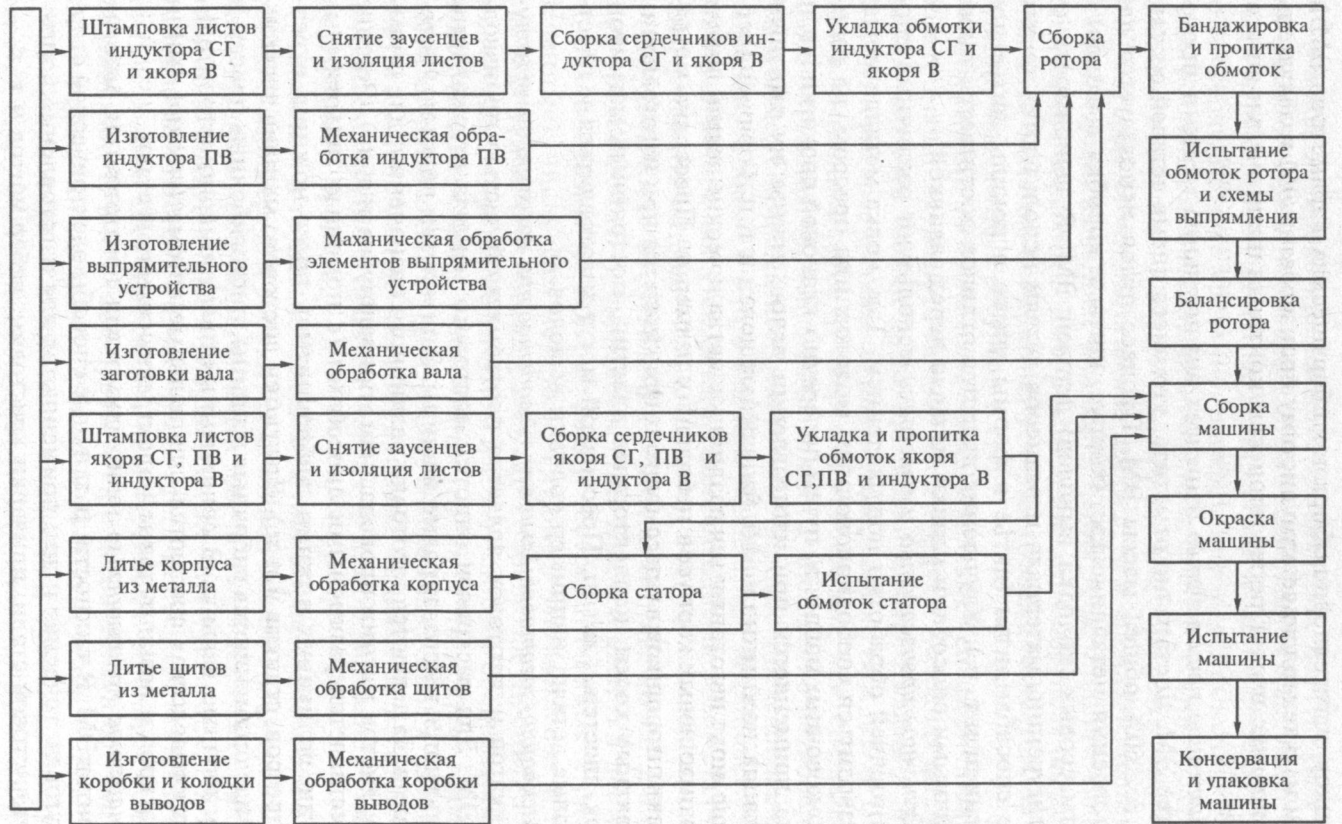 Штамповка листов
индуктора СГ
и якоря В
Снятие заусенцев
и изоляция листов
Сборка сердечников ин-
дуктора СГ и якоря В
Укладка обмотки
индуктора СГ и
якоря В
Сборка
ротора
Бандажировка
и пропитка
обмоток
Изготовление
индуктора ПВ
Механическая обра-
ботка индуктора ПВ
Испытание
обмоток ротора
и схемы
выпрямления
Изготовление
выпрямительного
устройства
Маханическая обработка
элементов выпрямительного
устройства
Балансировка
ротора
Изготовление
заготовки вала
Механическая
обработка вала
Сборка
машины
Штамповка листов
якоря СГ, ПВ и
индуктора В
Снятие заусенцев
и изоляция листов
Сборка сердечников
якоря СГ, ПВ и
индуктора В
Укладка и пропитка
обмоток якоря
СГ,ПВ и индуктора В
Окраска
машины
Литье корпуса
из металла
Механическая
обработка корпуса
Сборка статора
Испытание
обмоток статора
Испытание
машины
Литье щитов
из металла
Механическая
обработка щитов
Изготовление
коробки и колодки
выводов
Механическая
обработка коробки
выводов
Консервация
и упаковка
машины